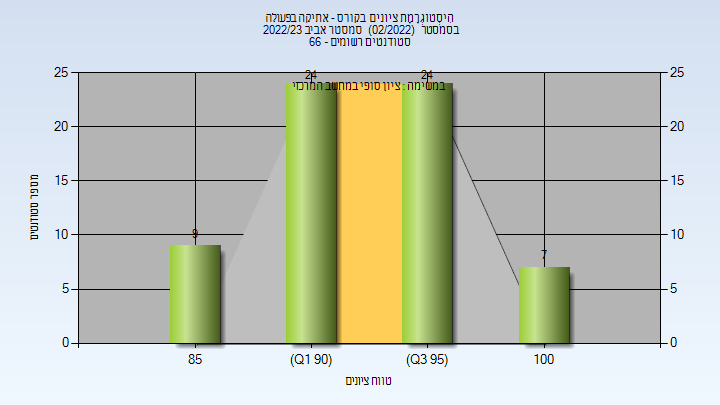 היסטוגרמת ציונים בקורס - אתיקה בפעולה
בסמסטר (02/2022) סמסטר אביב 2022/23
סטודנטים רשומים - 66
במשימה : ציון סופי במחשב המרכזי
25
20
15
10
5
0
25
20
15
10
5
0
9
24
24
7
85
(Q1 90)
(Q3 95)
100
מספר סטודנטים
טווח ציונים